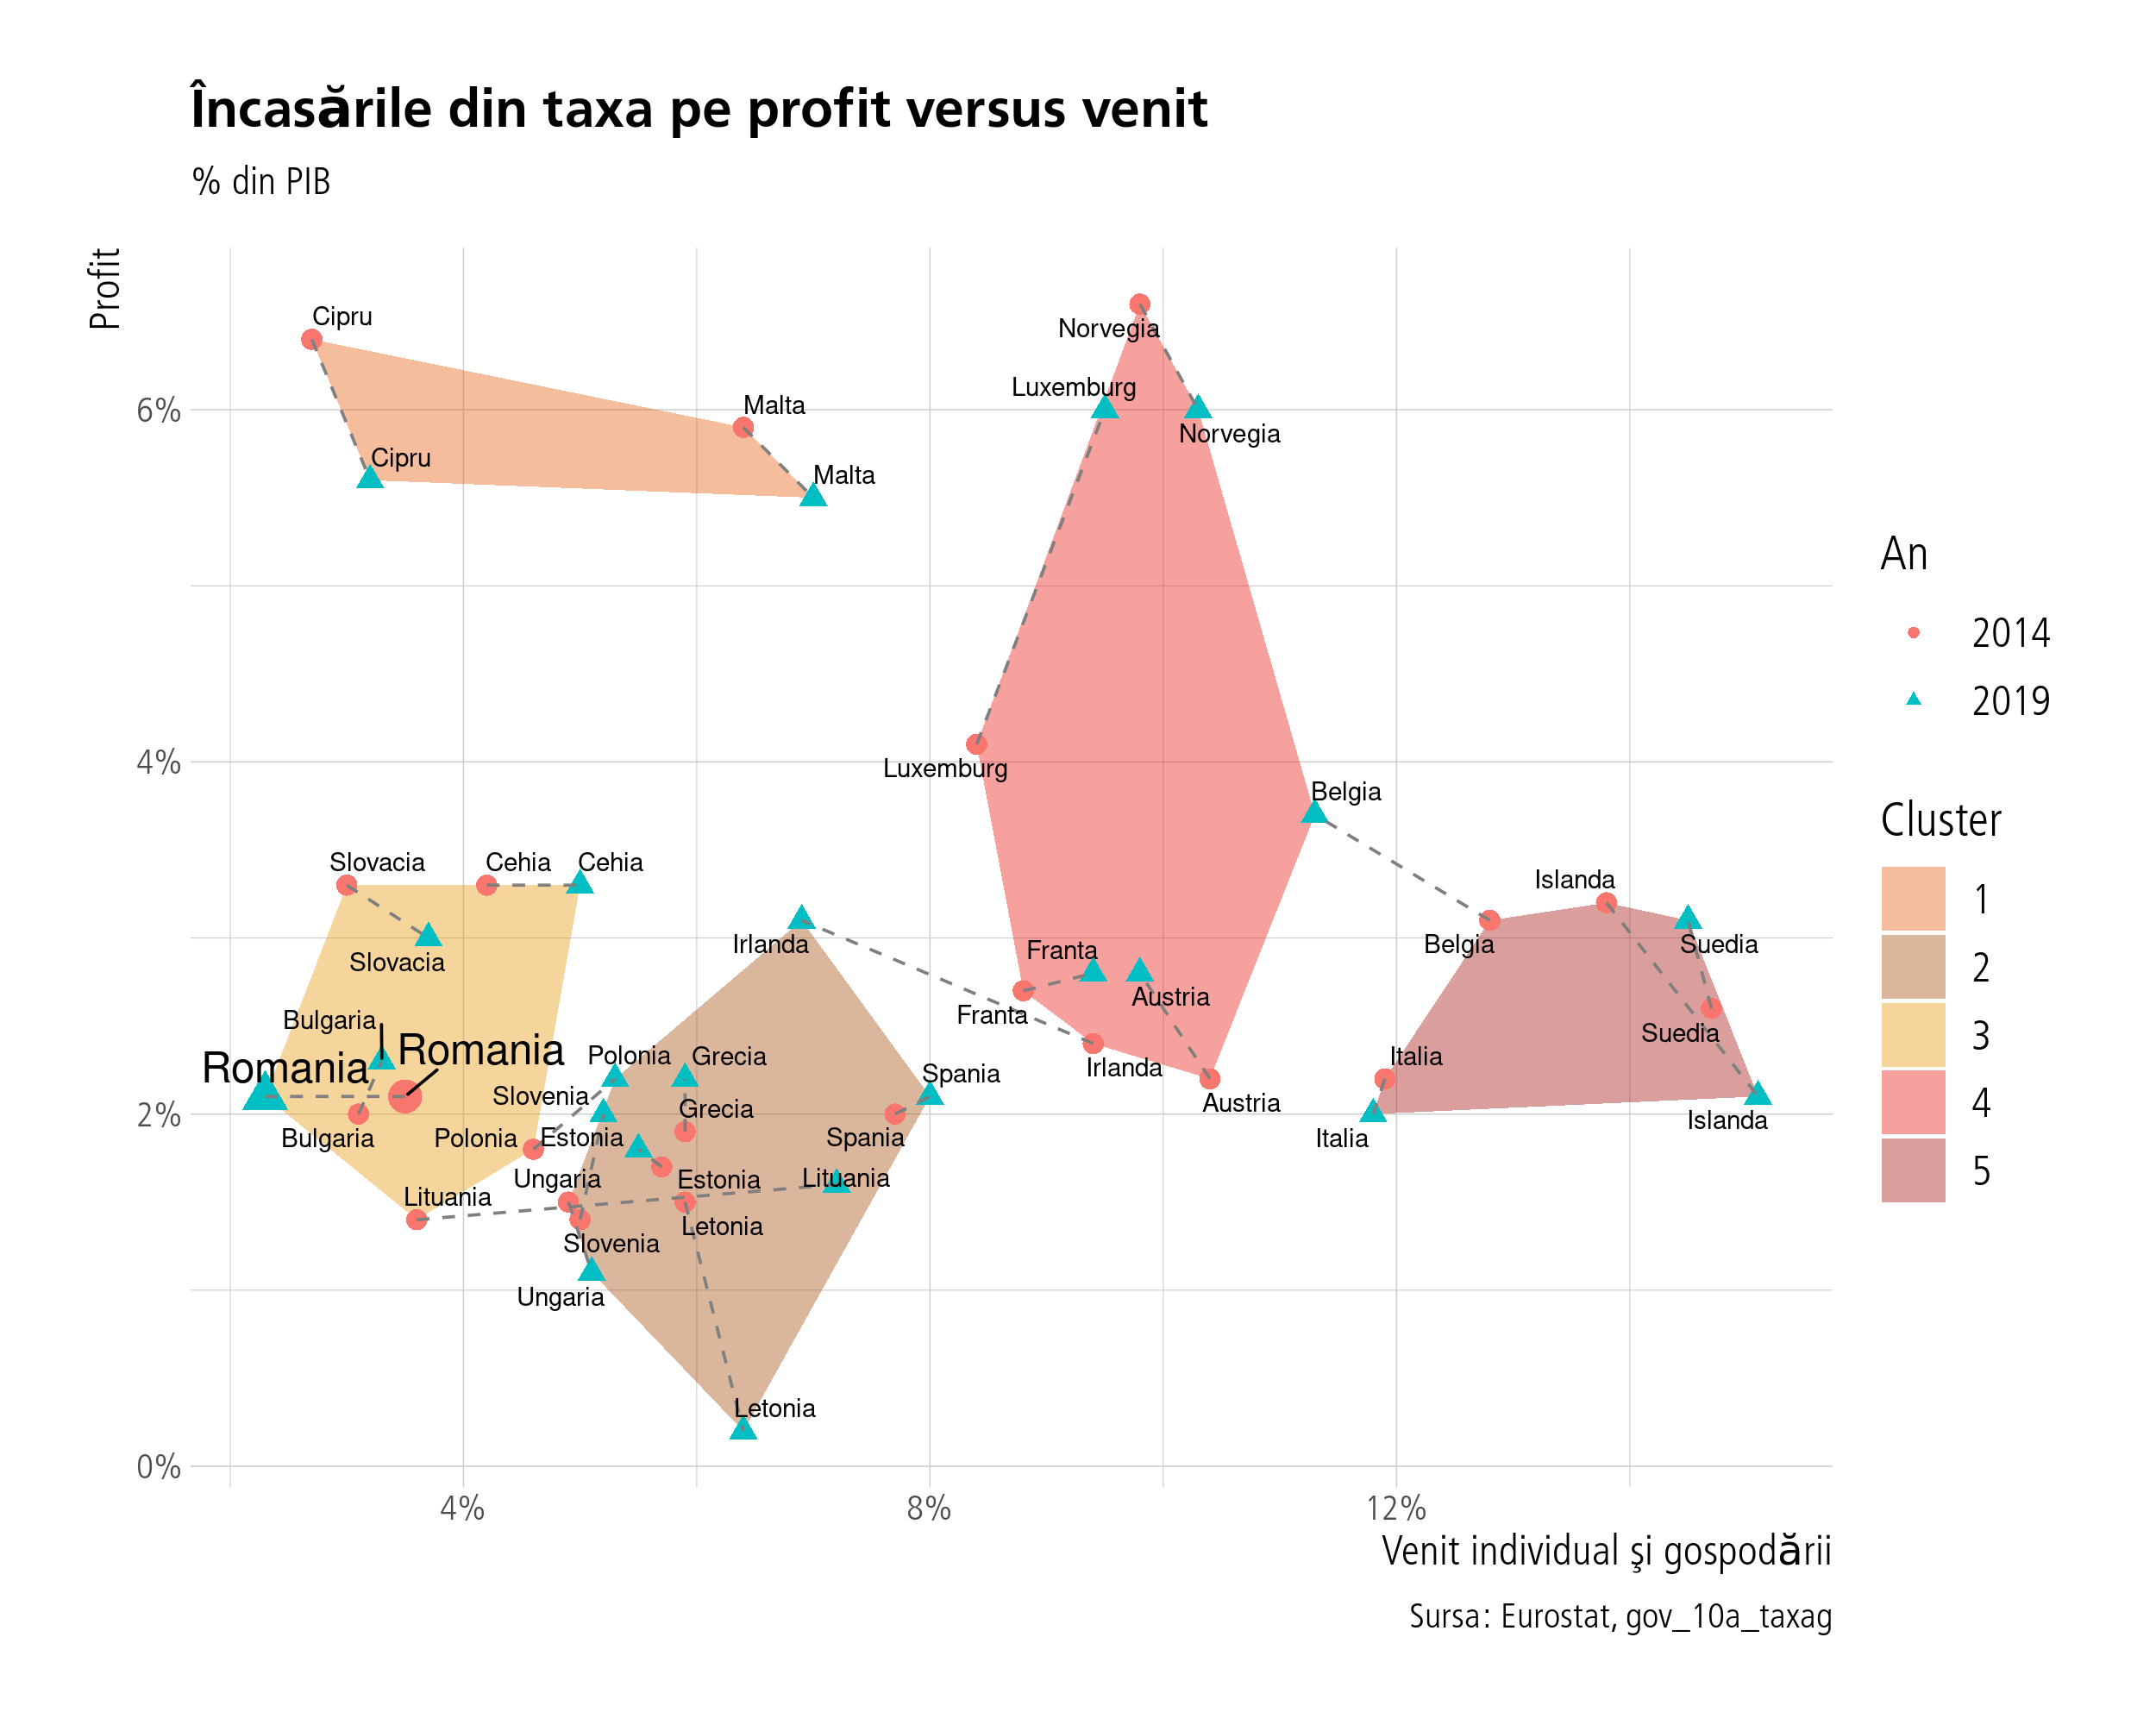 Încasările din taxa pe profit versus venit
% din PIB
Profit
Cipru
Norvegia
Luxemburg
Malta
6%
Norvegia
Cipru
Malta
An
2014
2019
4%
Luxemburg
Belgia
Cluster
1
2
3
4
5
Slovacia
Cehia
Cehia
Islanda
Irlanda
Belgia
Suedia
Franta
Slovacia
Austria
Franta
Bulgaria
Suedia
Romania
Romania
Polonia
Grecia
Italia
Irlanda
Spania
Slovenia
Austria
Grecia
Islanda
2%
Bulgaria
Polonia
Estonia
Spania
Italia
Ungaria
Estonia
Lituania
Lituania
Letonia
Slovenia
Ungaria
Letonia
0%
4%
8%
12%
Venit individual şi gospodării
Sursa: Eurostat, gov_10a_taxag